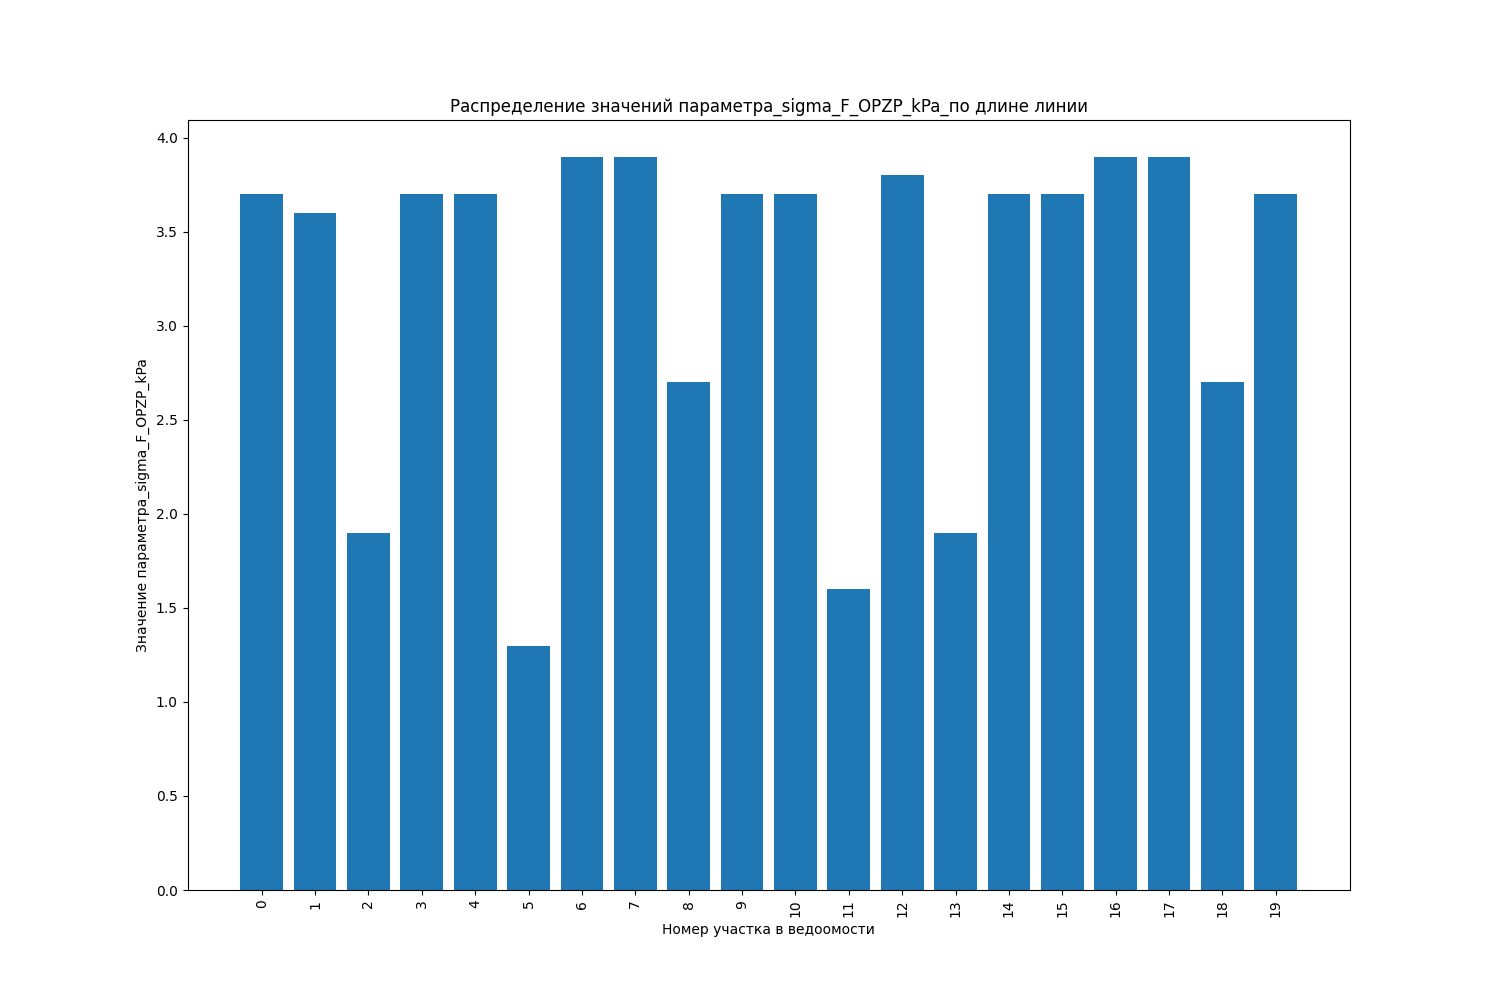 Распределение значений параметра_sigma_F_OPZP_kPa_по длине линии
Значение параметра_sigma_F_OPZP_kPa
4.0
3.5
3.0
2.5
2.0
1.5
1.0
0.5
0.0
0 1 2 3 4 5 6 7 8 9 10 11 12 13 14 15 16 17 18 19
Номер участка в ведоомости